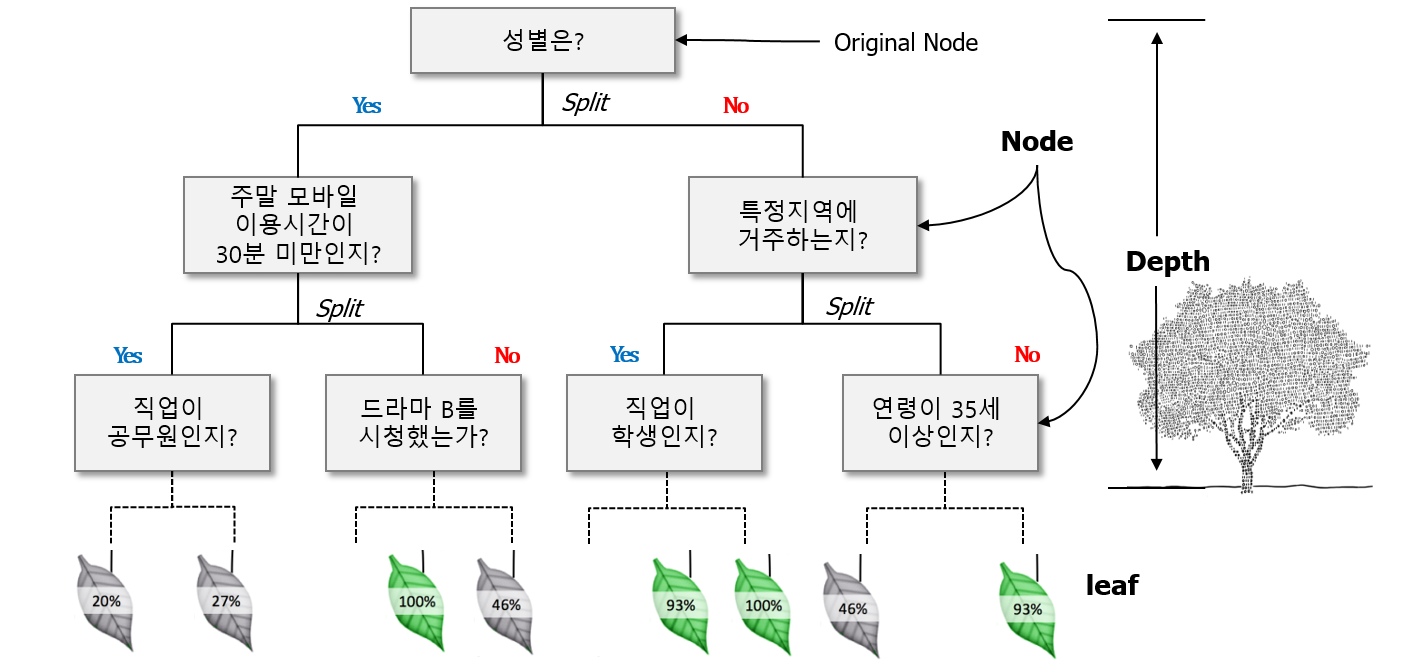 성별은?
Original Node
Yes
Split
No
Node
주말 모바일
이용시간이
30분 미만인지?
특정지역에
거주하는지?
Depth
Split
Split
Yes
No
Yes
No
직업이
공무원인지?
드라마 B를
시청했는가?
직업이
학생인지?
연령이 35세
이상인지?
leaf
20%
27%
100%
46%
93%
100%
46%
93%